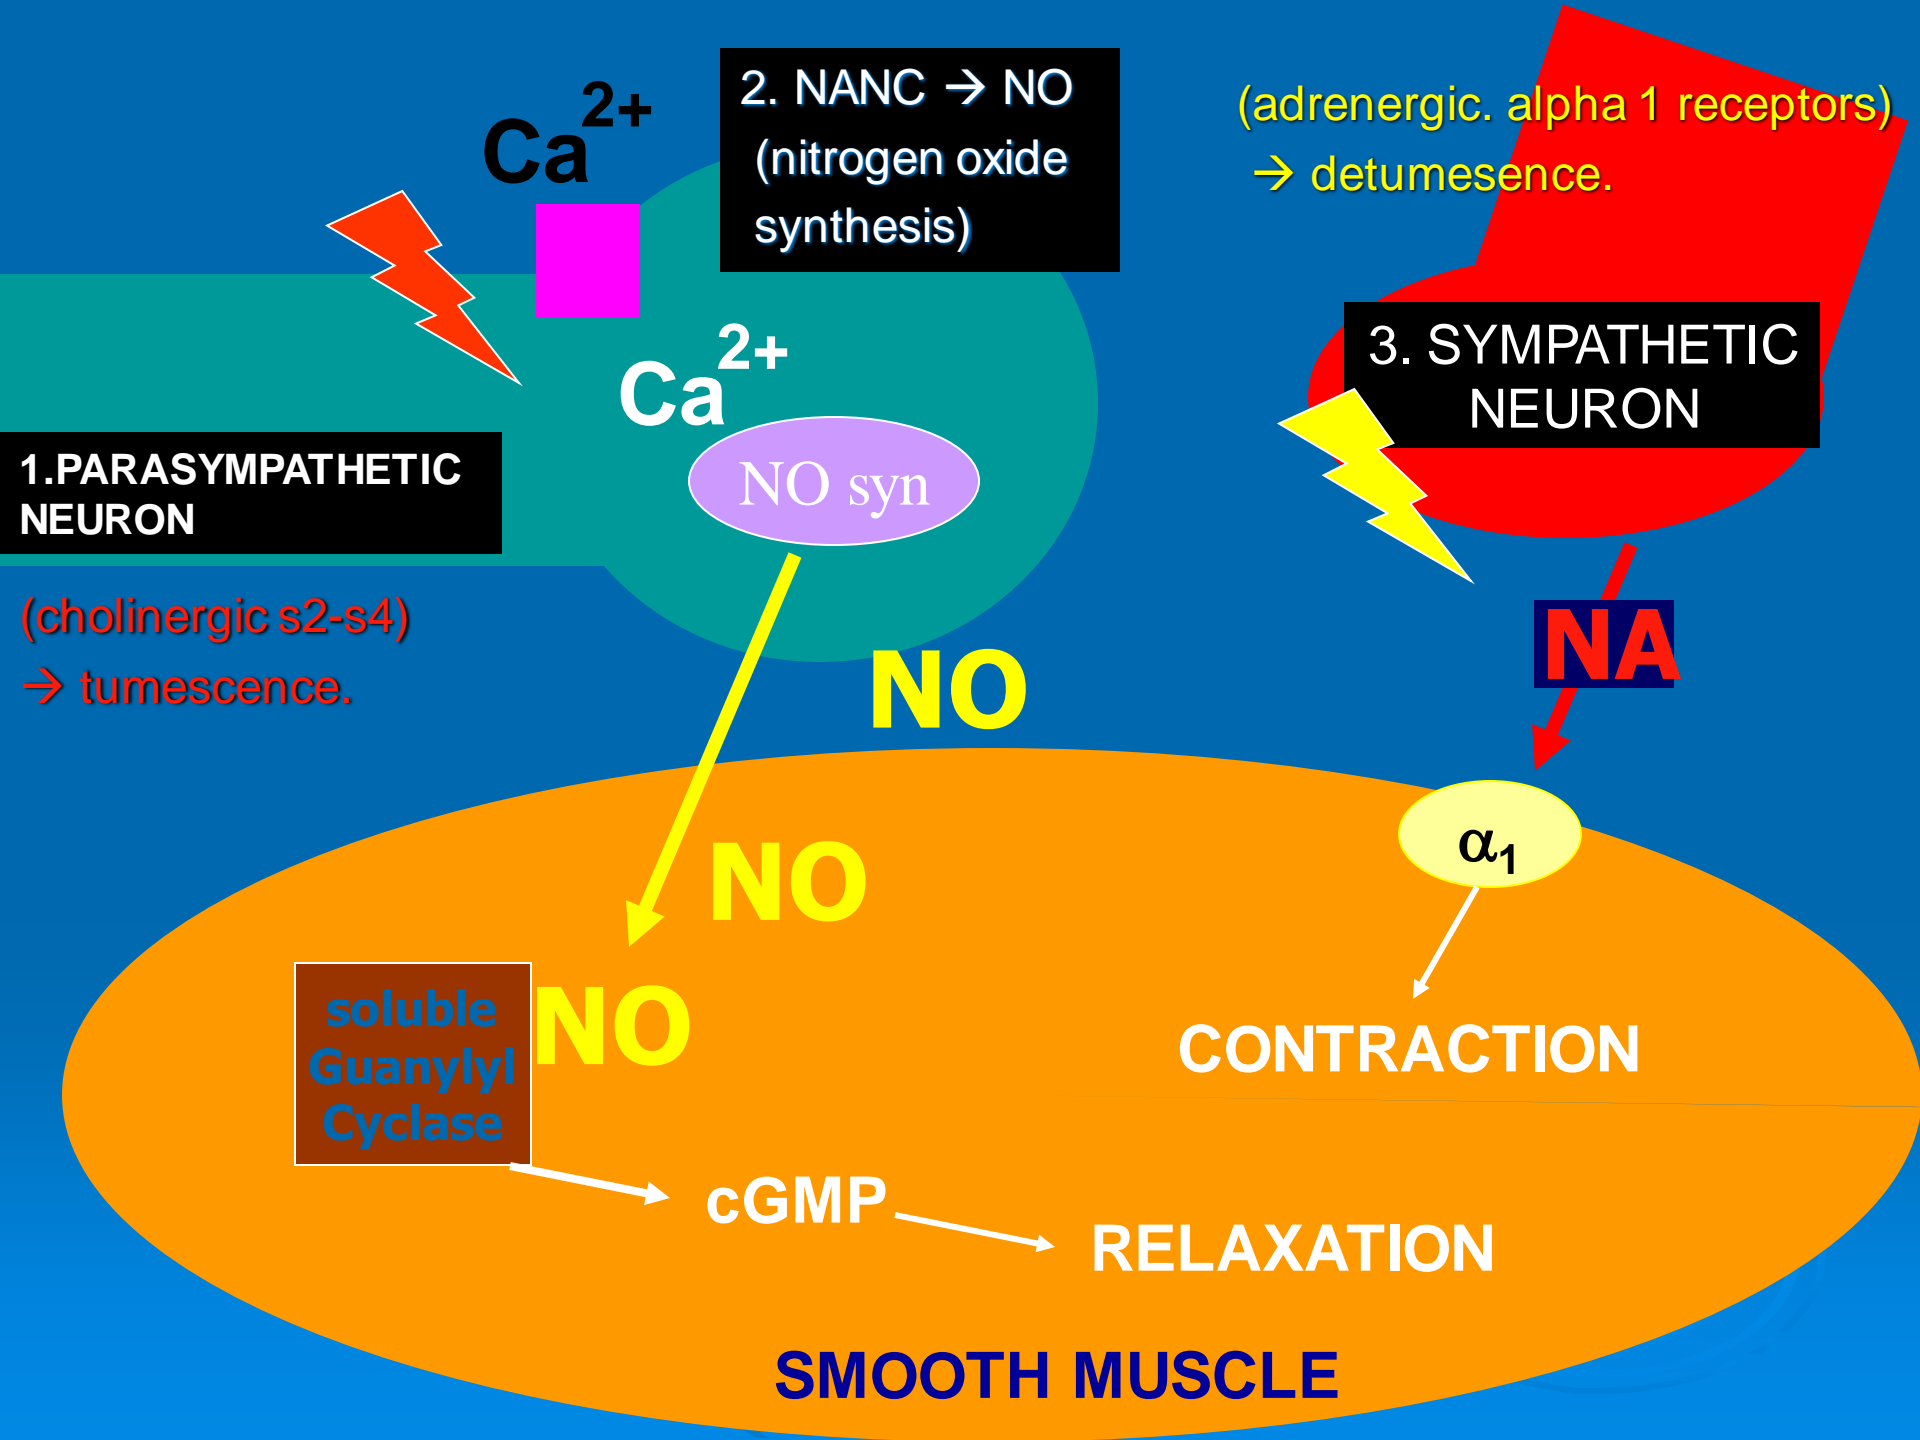 Ca2+
2. NANC → NO
(nitrogen oxide
synthesis)
(adrenergic. alpha 1 receptors)
→ detumesence.
Ca2+
NO syn
3. SYMPATHETIC
NEURON
1.PARASYMPATHETIC
NEURON
(cholinergic s2-s4)
→ tumescence.
NO
NA
NO
α1
soluble
Guanylyl
Cyclase
NO
CONTRACTION
cGMP
RELAXATION
SMOOTH MUSCLE